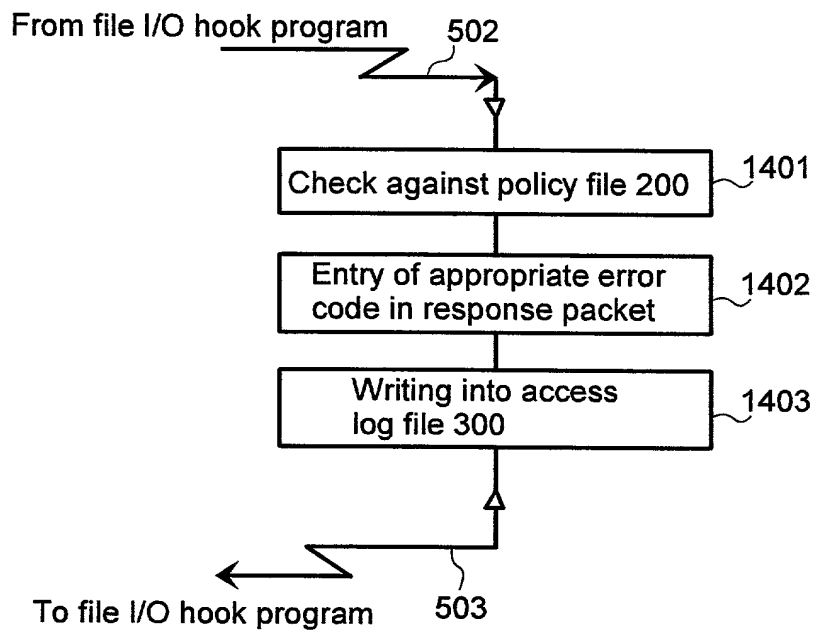 From file I/O hook program
502
Check against policy file 200
1401
Entry of appropriate error
code in response packet
1402
Writing into access
log file 300
1403
To file I/O hook program
503